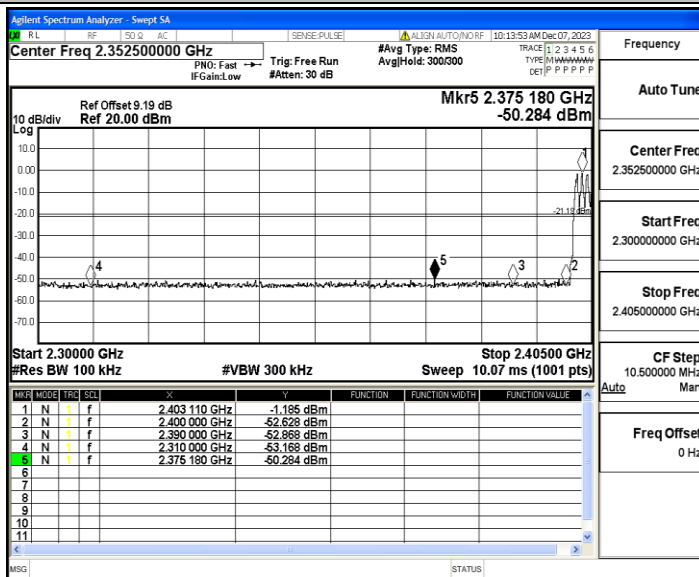 Agilent Spectrum Analyzer - Swept SA
LXI RL RF 50 Ω AC SENSE:PULSE ALIGN AUTO/NO RF 10:13:53 AM Dec 07, 2023
Center Freq 2.352500000 GHz #Avg Type: RMS TRACE 1 2 3 4 5 6
PNO: Fast Trig: Free Run Avg|Hold: 300/300 TYPE M
IFGain:Low #Atten: 30 dB DET P P P P P P
Mkr5 2.375 180 GHz
Ref Offset 9.19 dB
10 dB/div Ref 20.00 dBm -50.284 dBm
Log
10.0
1
0.00
-10.0
-20.0
-21.19 dBm
-30.0
-40.0
4 5 3 2
-50.0
-60.0
-70.0
Start 2.30000 GHz Stop 2.40500 GHz
#Res BW 100 kHz #VBW 300 kHz Sweep 10.07 ms (1001 pts)
MKR MODE TRC SCL X Y FUNCTION FUNCTION WIDTH FUNCTION VALUE
1 N 1 f 2.403 110 GHz -1.185 dBm
2 N 1 f 2.400 000 GHz -52.628 dBm
3 N 1 f 2.390 000 GHz -52.868 dBm
4 N 1 f 2.310 000 GHz -53.168 dBm
5 N 1 f 2.375 180 GHz -50.284 dBm
6
7
8
9
10
11
MSG STATUS
Frequency
Auto Tune
Center Freq
2.352500000 GHz
Start Freq
2.300000000 GHz
Stop Freq
2.405000000 GHz
CF Step
10.500000 MHz
Auto Man
Freq Offset
0 Hz